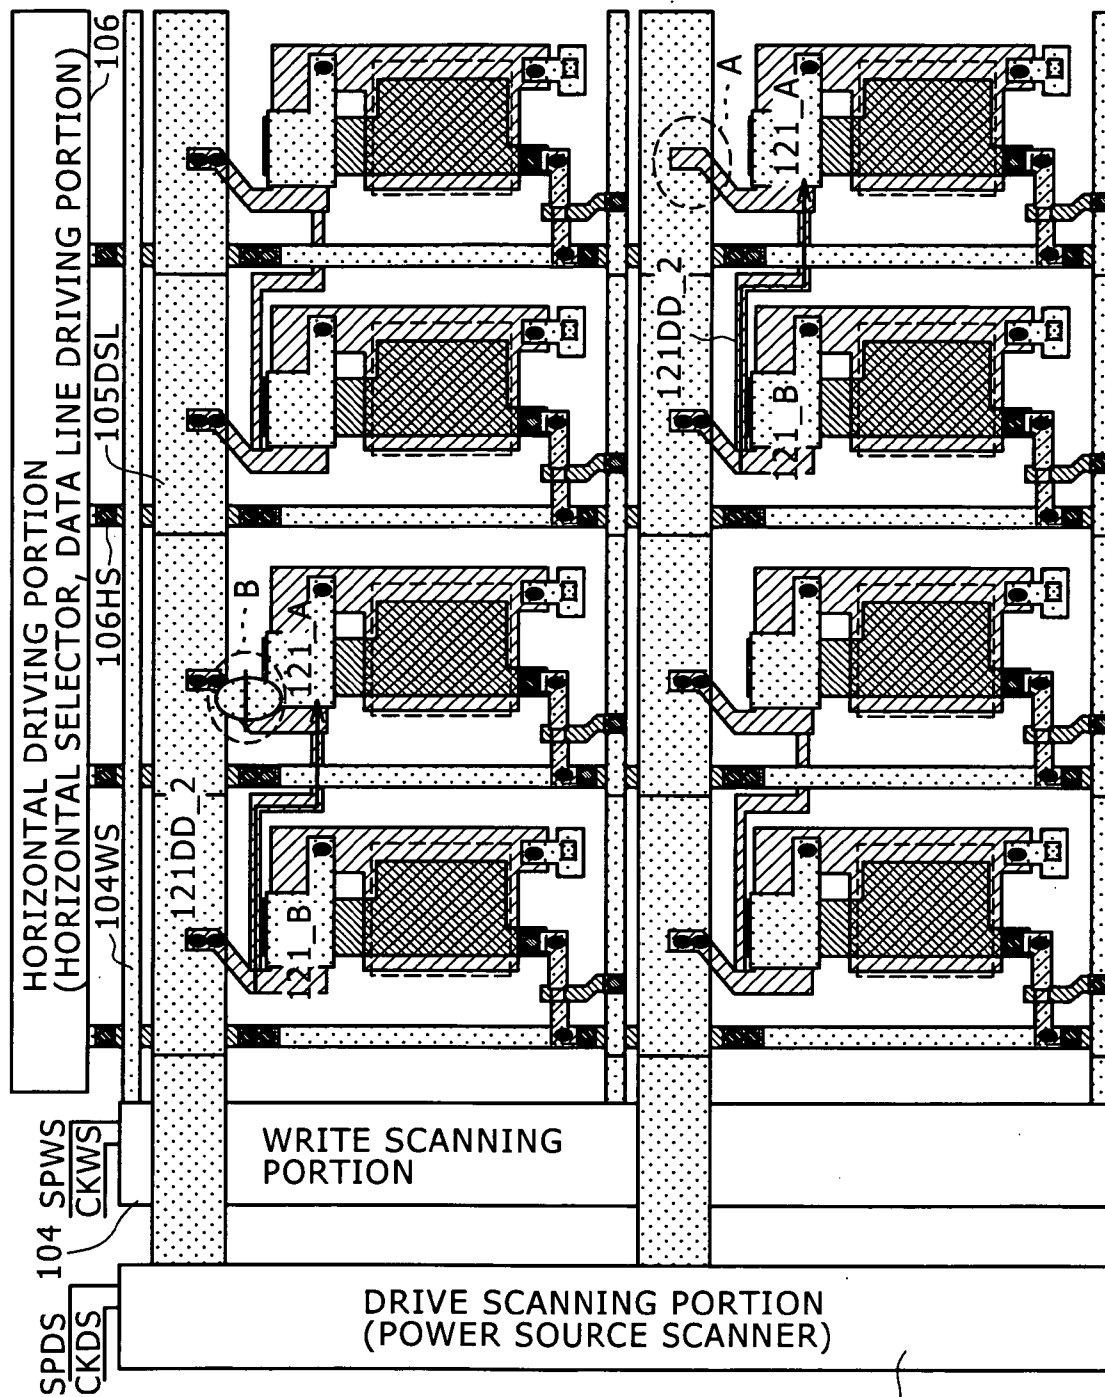 HORIZONTAL DRIVING PORTION
(HORIZONTAL SELECTOR, DATA LINE DRIVING PORTION)
106
104WS
106HS
105DSL
121DD_2
B
121_B
121_A
121DD_2
A
121_B
121_A
SPWS
CKWS
104
WRITE SCANNING
PORTION
SPDS
CKDS
DRIVE SCANNING PORTION
(POWER SOURCE SCANNER)